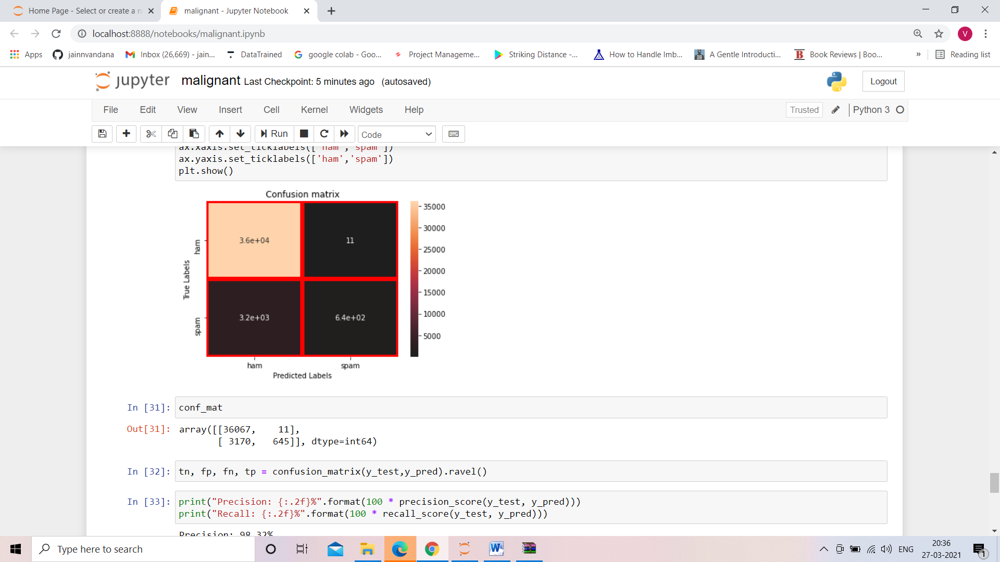 Home Page - Select or create a n
malignant - Jupyter Notebook
localhost:8888/notebooks/malignant.ipynb
V
Apps
jainnvandana
Inbox (26,669) - jain...
DataTrained
google colab - Goo...
Project Manageme...
Striking Distance -...
How to Handle Imb...
A Gentle Introducti...
B
Book Reviews | Boo...
»
Reading list
jupyter
malignant Last Checkpoint: 5 minutes ago (autosaved)
Logout
File Edit View Insert Cell Kernel Widgets Help
Trusted
Python 3
Run
Code
ax.xaxis.set_ticklabels(['ham','spam'])
ax.yaxis.set_ticklabels(['ham','spam'])
plt.show()
Confusion matrix
True Labels
ham
spam
3.6e+04 11
3.2e+03 6.4e+02
ham spam
Predicted Labels
35000
30000
25000
20000
15000
10000
5000
In [31]: conf_mat
Out[31]: array([[36067, 11],
[ 3170, 645]], dtype=int64)
In [32]: tn, fp, fn, tp = confusion_matrix(y_test,y_pred).ravel()
In [33]: print("Precision: {:.2f}%".format(100 * precision_score(y_test, y_pred)))
print("Recall: {:.2f}%".format(100 * recall_score(y_test, y_pred)))
Precision: 98.32%
Type here to search
ENG
20:36
27-03-2021
1